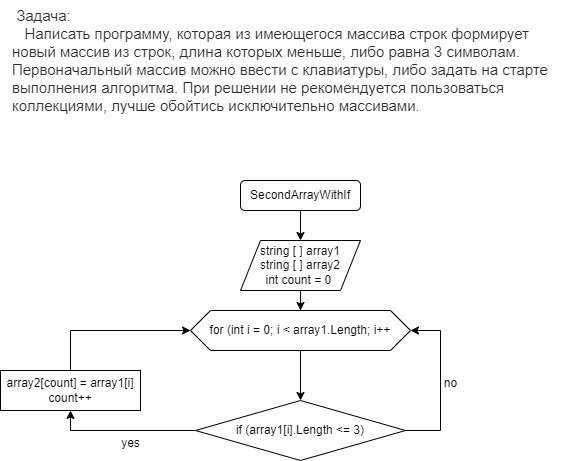 Задача:
Написать программу, которая из имеющегося массива строк формирует
новый массив из строк, длина которых меньше, либо равна 3 символам.
Первоначальный массив можно ввести с клавиатуры, либо задать на старте
выполнения алгоритма. При решении не рекомендуется пользоваться
коллекциями, лучше обойтись исключительно массивами.
SecondArrayWithIf
string [ ] array1
string [ ] array2
int count = 0
for (int i = 0; i < array1.Length; i++
array2[count] = array1[i]
count++
no
if (array1[i].Length <= 3)
yes